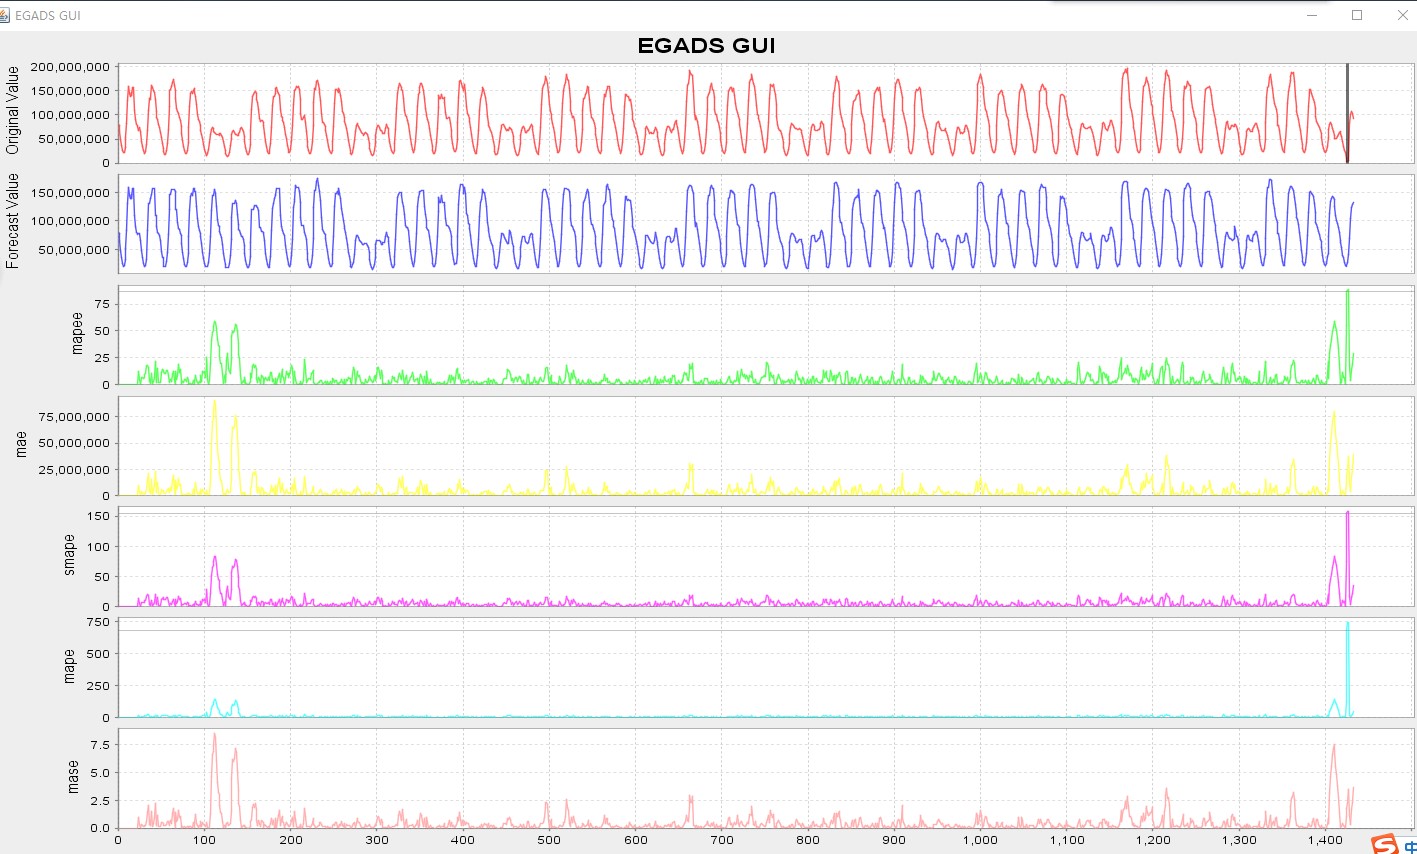 EGADS GUI
EGADS GUI
Original Value
200,000,000
150,000,000
100,000,000
50,000,000
0
Forecast Value
150,000,000
100,000,000
50,000,000
mapee
75
50
25
0
mae
75,000,000
50,000,000
25,000,000
0
smape
150
100
50
0
mape
750
500
250
0
mase
7.5
5.0
2.5
0.0
0 100 200 300 400 500 600 700 800 900 1,000 1,100 1,200 1,300 1,400
S 中